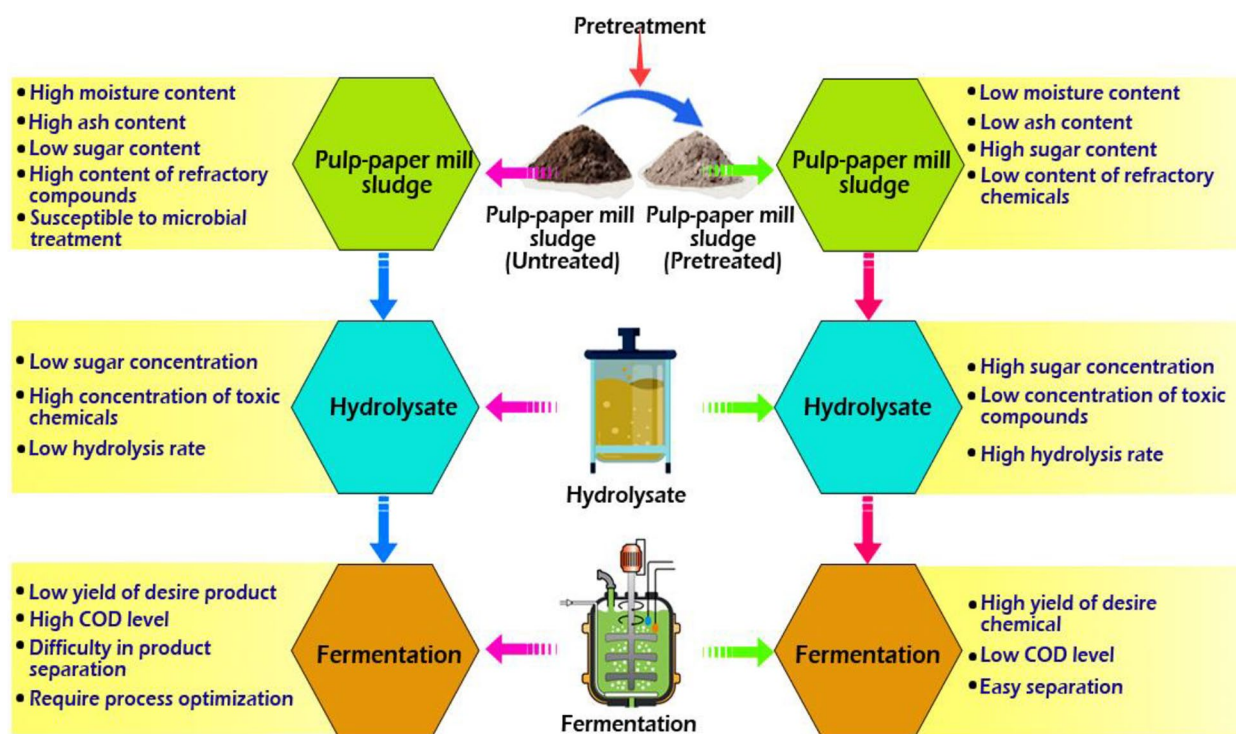 Pretreatment
• High moisture content
• High ash content
• Low sugar content
• High content of refractory
compounds
• Susceptible to microbial
treatment
Pulp-paper mill
sludge
Pulp-paper mill
sludge
(Untreated)
Pulp-paper mill
sludge
(Pretreated)
Pulp-paper mill
sludge
• Low moisture content
• Low ash content
• High sugar content
• Low content of refractory
chemicals
• Low sugar concentration
• High concentration of toxic
chemicals
• Low hydrolysis rate
Hydrolysate
Hydrolysate
Hydrolysate
• High sugar concentration
• Low concentration of toxic
compounds
• High hydrolysis rate
• Low yield of desire product
• High COD level
• Difficulty in product
separation
• Require process optimization
Fermentation
Fermentation
Fermentation
• High yield of desire
chemical
• Low COD level
• Easy separation